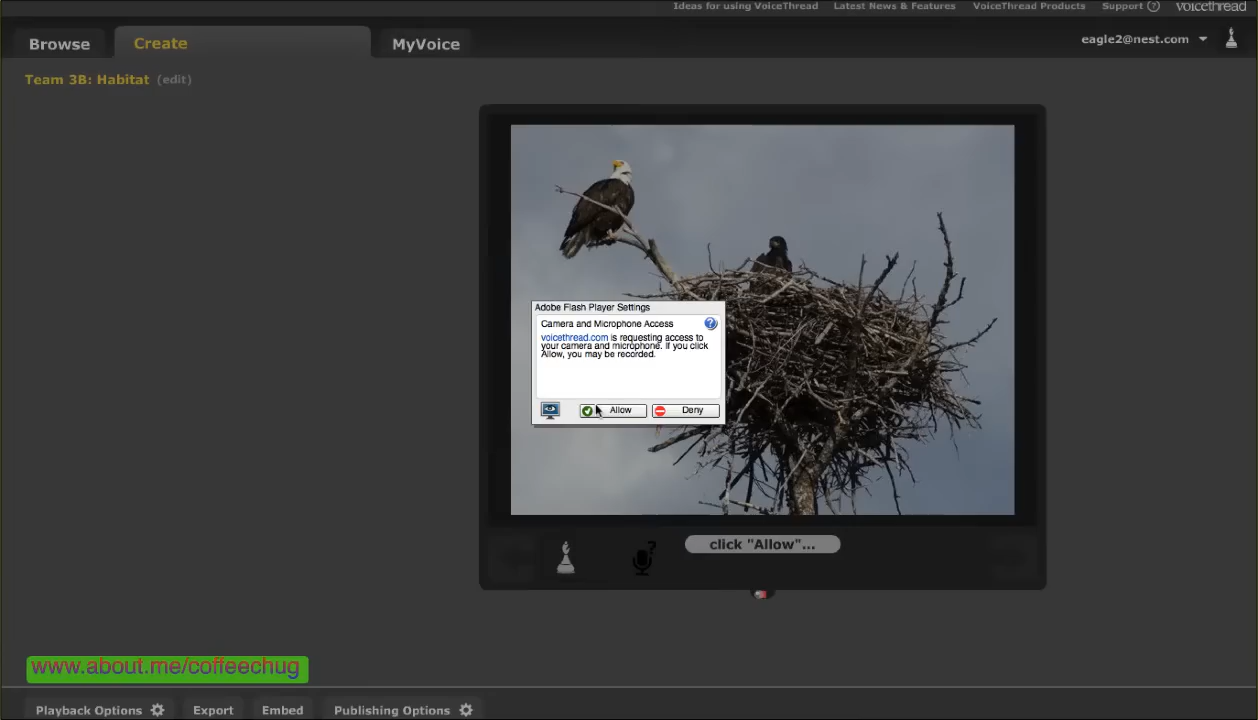 Ideas for using VoiceThread Latest News & Features VoiceThread Products Support ? voicethread
Browse Create MyVoice eagle2@nest.com
Team 3B: Habitat (edit)
Adobe Flash Player Settings
Camera and Microphone Access ?
voicethread.com is requesting access to
your camera and microphone. If you click
Allow, you may be recorded.
Allow Deny
click "Allow"...
?
www.about.me/coffeechug
Playback Options Export Embed Publishing Options